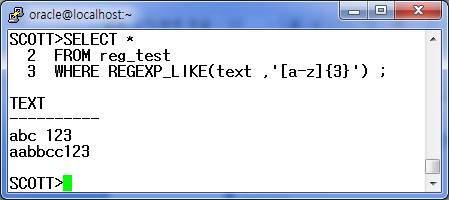 oracle@localhost:~
SCOTT>SELECT *
  2  FROM reg_test
  3  WHERE REGEXP_LIKE(text ,'[a-z]{3}') ;
TEXT
----------
abc 123
aabbcc123
SCOTT>